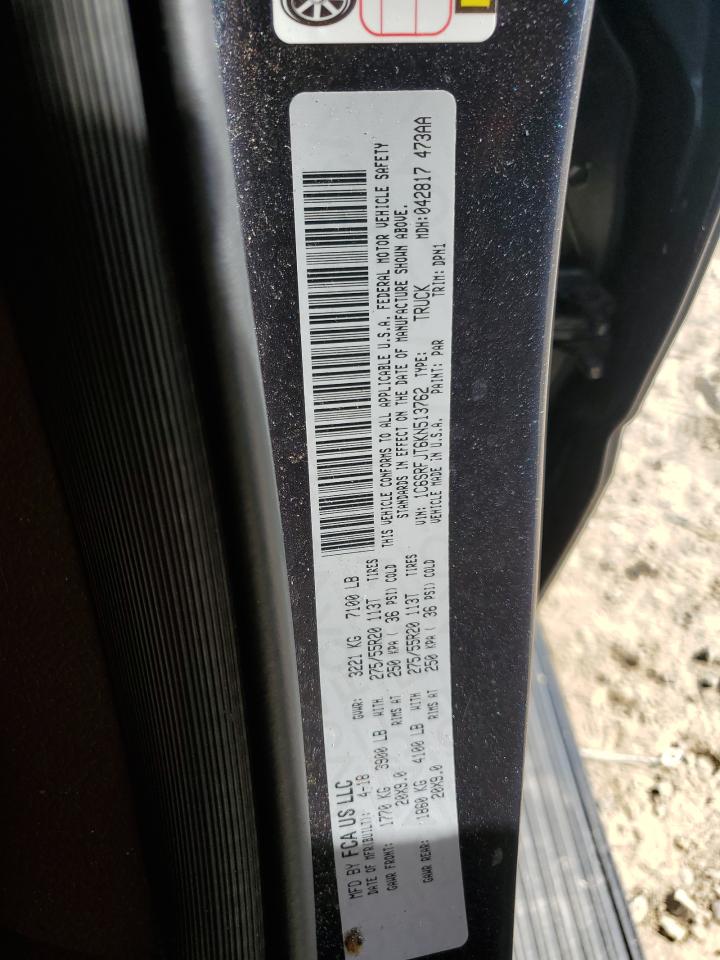 MFD BY FCA US LLC
DATE OF MFR(BUILT): 4-18 GVWR: 3221 KG 7100 LB
GAWR FRONT: 1770 KG 3900 LB WITH 275/55R20 113T TIRES
20X9.0 RIMS AT 250 KPA ( 36 PSI) COLD
GAWR REAR: 1860 KG 4100 LB WITH 275/55R20 113T TIRES
20X9.0 RIMS AT 250 KPA ( 36 PSI) COLD
THIS VEHICLE CONFORMS TO ALL APPLICABLE U.S.A. FEDERAL MOTOR VEHICLE SAFETY
STANDARDS IN EFFECT ON THE DATE OF MANUFACTURE SHOWN ABOVE.
VIN: 1C6SRFJT6KN513762 TYPE: TRUCK MDH:042817 473AA
VEHICLE MADE IN U.S.A. PAINT: PAR TRIM: DPN1